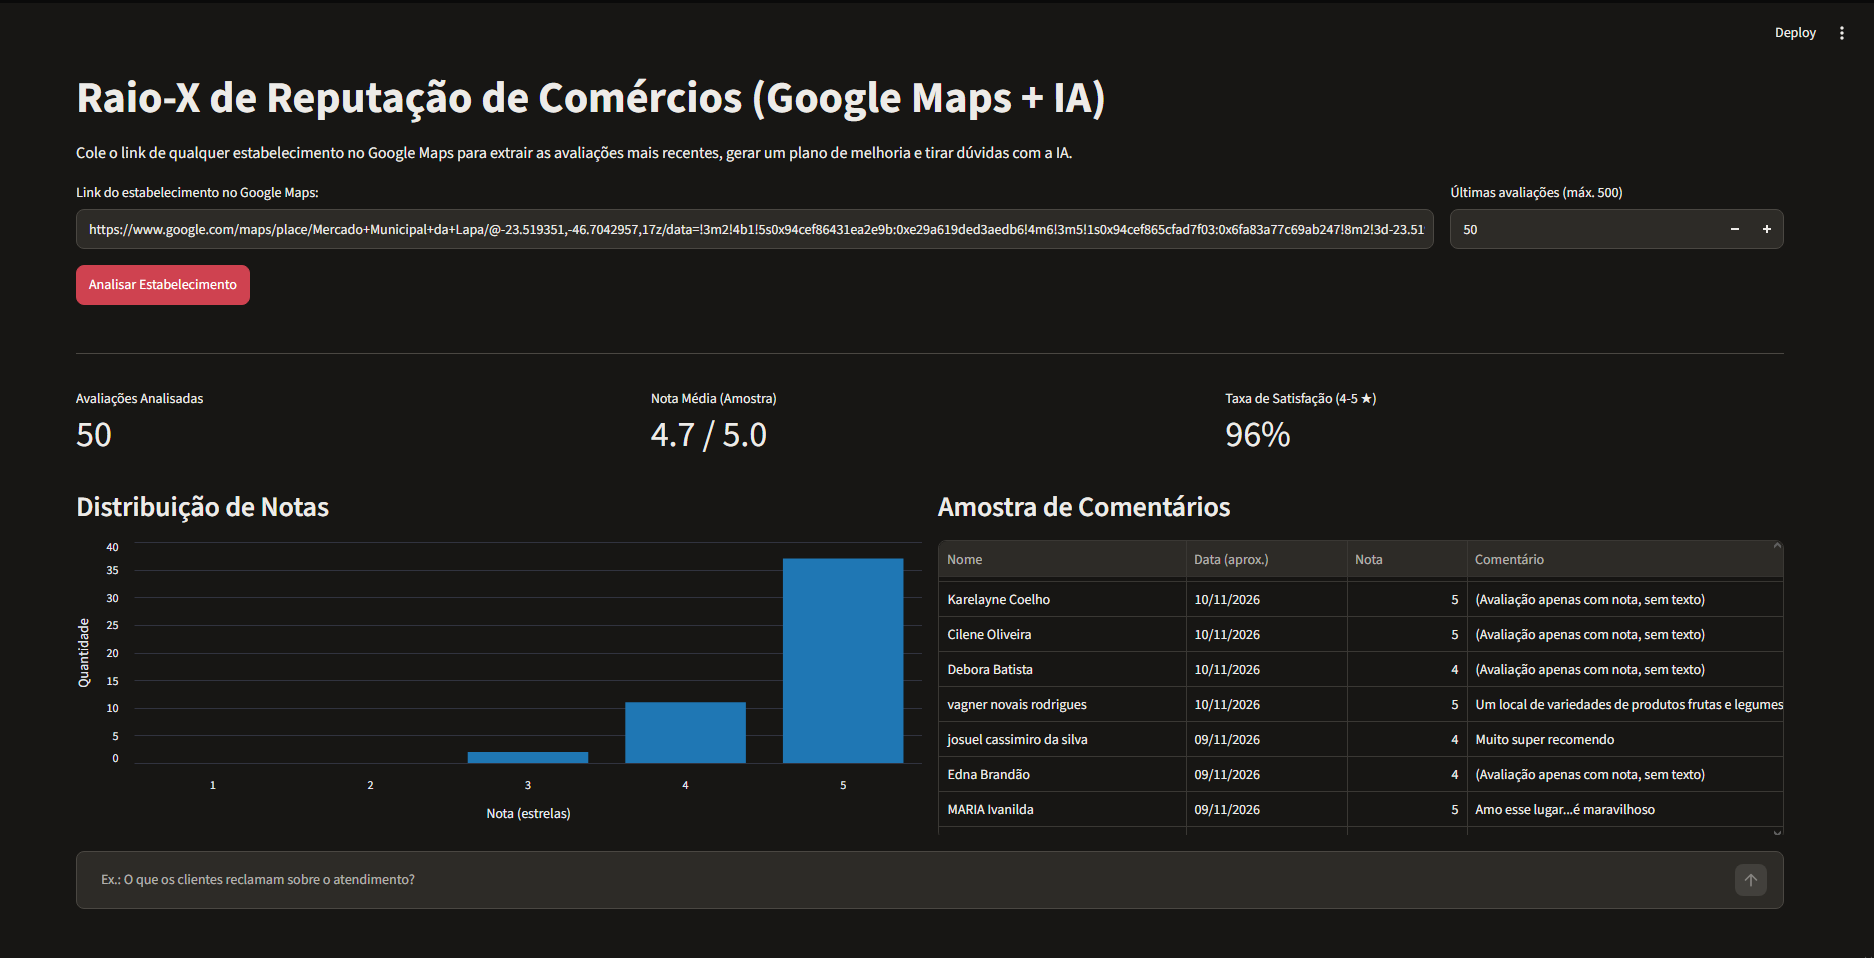 Deploy
Raio-X de Reputação de Comércios (Google Maps + IA)
Cole o link de qualquer estabelecimento no Google Maps para extrair as avaliações mais recentes, gerar um plano de melhoria e tirar dúvidas com a IA.
Link do estabelecimento no Google Maps:
Últimas avaliações (máx. 500)
https://www.google.com/maps/place/Mercado+Municipal+da+Lapa/@-23.519351,-46.7042957,17z/data=!3m2!4b1!5s0x94cef86431ea2e9b:0xe29a619ded3aedb6!4m6!3m5!1s0x94cef865cfad7f03:0x6fa83a77c69ab247!8m2!3d-23.51
50
Analisar Estabelecimento
Avaliações Analisadas
50
Nota Média (Amostra)
4.7 / 5.0
Taxa de Satisfação (4-5 ★)
96%
Distribuição de Notas
40
35
30
25
20
15
10
5
0
Quantidade
1 2 3 4 5
Nota (estrelas)
Amostra de Comentários
Nome Data (aprox.) Nota Comentário
Karelayne Coelho 10/11/2026 5 (Avaliação apenas com nota, sem texto)
Cilene Oliveira 10/11/2026 5 (Avaliação apenas com nota, sem texto)
Debora Batista 10/11/2026 4 (Avaliação apenas com nota, sem texto)
vagner novais rodrigues 10/11/2026 5 Um local de variedades de produtos frutas e legumes
josuel cassimiro da silva 09/11/2026 4 Muito super recomendo
Edna Brandão 09/11/2026 4 (Avaliação apenas com nota, sem texto)
MARIA Ivanilda 09/11/2026 5 Amo esse lugar...é maravilhoso
Ex.: O que os clientes reclamam sobre o atendimento?